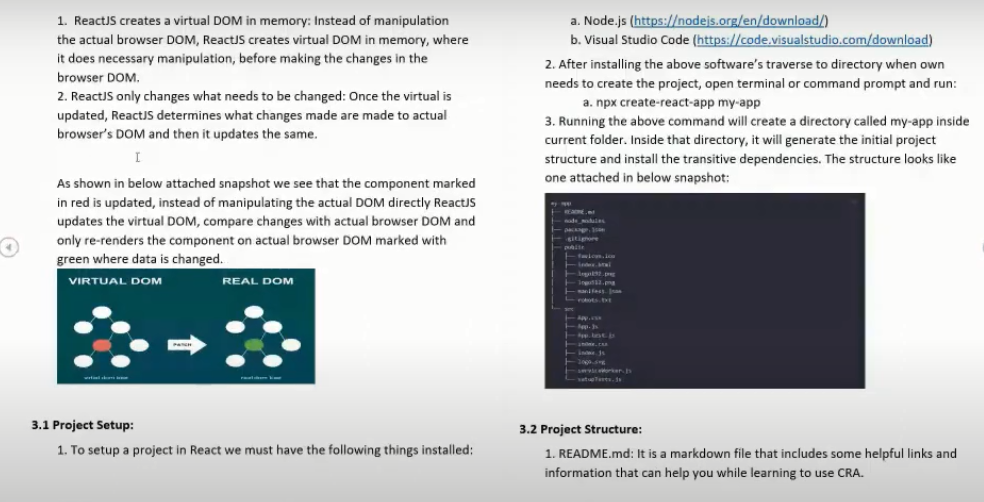 1. ReactJS creates a virtual DOM in memory: Instead of manipulation
the actual browser DOM, ReactJS creates virtual DOM in memory, where
it does necessary manipulation, before making the changes in the
browser DOM.
2. ReactJS only changes what needs to be changed: Once the virtual is
updated, ReactJS determines what changes made are made to actual
browser's DOM and then it updates the same.
As shown in below attached snapshot we see that the component marked
in red is updated, instead of manipulating the actual DOM directly ReactJS
updates the virtual DOM, compare changes with actual browser DOM and
only re-renders the component on actual browser DOM marked with
green where data is changed.
VIRTUAL DOM
REAL DOM
PATCH
3.1 Project Setup:
1. To setup a project in React we must have the following things installed:
a. Node.js (https://nodejs.org/en/download/)
b. Visual Studio Code (https://code.visualstudio.com/download)
2. After installing the above software's traverse to directory when own
needs to create the project, open terminal or command prompt and run:
a. npx create-react-app my-app
3. Running the above command will create a directory called my-app inside
current folder. Inside that directory, it will generate the initial project
structure and install the transitive dependencies. The structure looks like
one attached in below snapshot:
my-app
README.md
node_modules
package.json
.gitignore
public
favicon.ico
index.html
logo192.png
logo512.png
manifest.json
robots.txt
src
App.css
App.js
App.test.js
index.css
index.js
logo.svg
serviceWorker.js
setupTests.js
3.2 Project Structure:
1. README.md: It is a markdown file that includes some helpful links and
information that can help you while learning to use CRA.